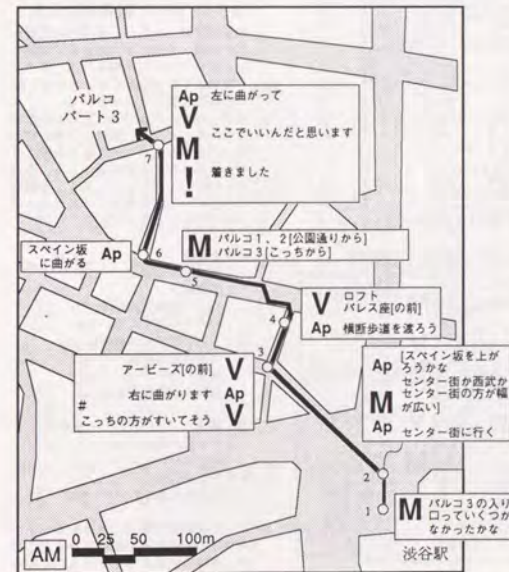 パルコ
パート3
Ap 左に曲がって
V
ここでいいんだと思います
M
! 着きました
7
スペイン坂
に曲がる Ap
6
M パルコ1、2[公園通りから]
パルコ3[こっちから]
5
V ロフト
パレス座[の前]
Ap 横断歩道を渡ろう
4
3
アービーズ[の前] V
右に曲がります Ap
#
こっちの方がすいてそう V
Ap [スペイン坂を上が
ろうかな
センター街か西武か
M センター街の方が幅
が広い]
Ap センター街に行く
2
1
M パルコ3の入り
口っていくつか
なかったかな
渋谷駅
AM
0 25 50 100m